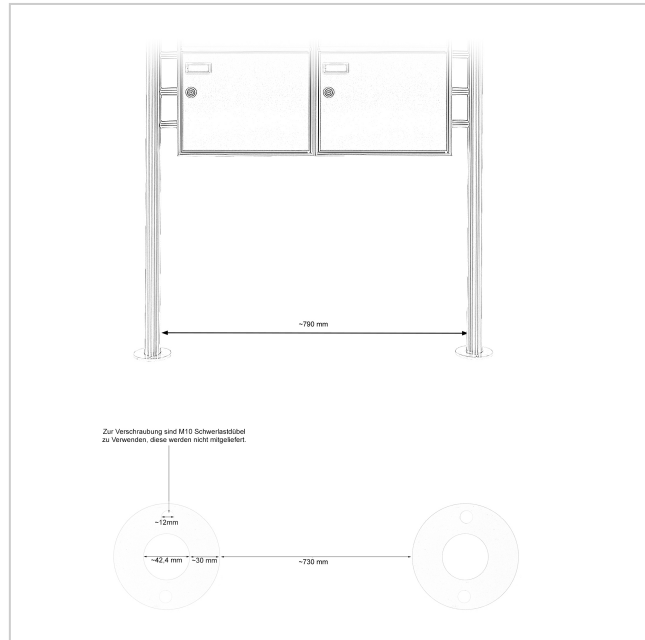 ~790 mm
Zur Verschraubung sind M10 Schwerlastdübel
zu Verwenden, diese werden nicht mitgeliefert.
~12mm
~42,4 mm
~30 mm
~730 mm